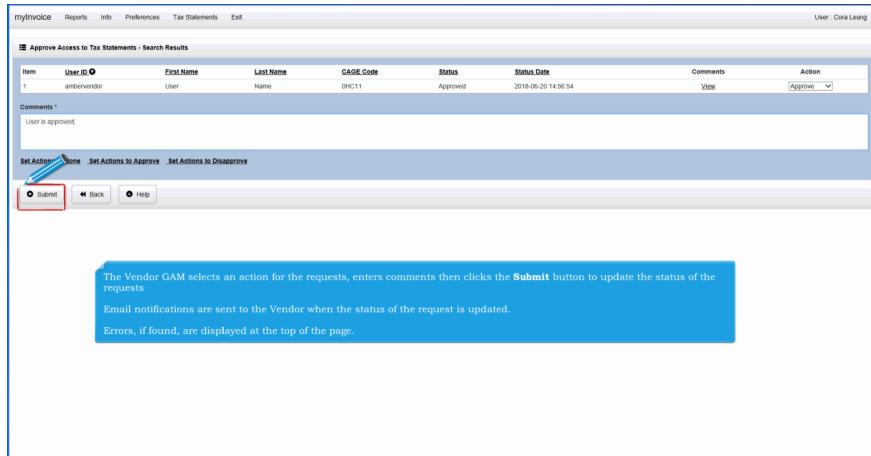 myInvoice Reports Info Preferences Tax Statements Exit User : Cora Leung
Approve Access to Tax Statements - Search Results
Item User ID First Name Last Name CAGE Code Status Status Date Comments Action
1 ambervendor User Name 0HC11 Approved 2018-06-20 14:56:54 View Approve
Comments *
User is approved
Set Actions None Set Actions to Approve Set Actions to Disapprove
Submit Back Help
The Vendor GAM selects an action for the requests, enters comments then clicks the Submit button to update the status of the
requests
Email notifications are sent to the Vendor when the status of the request is updated.
Errors, if found, are displayed at the top of the page.